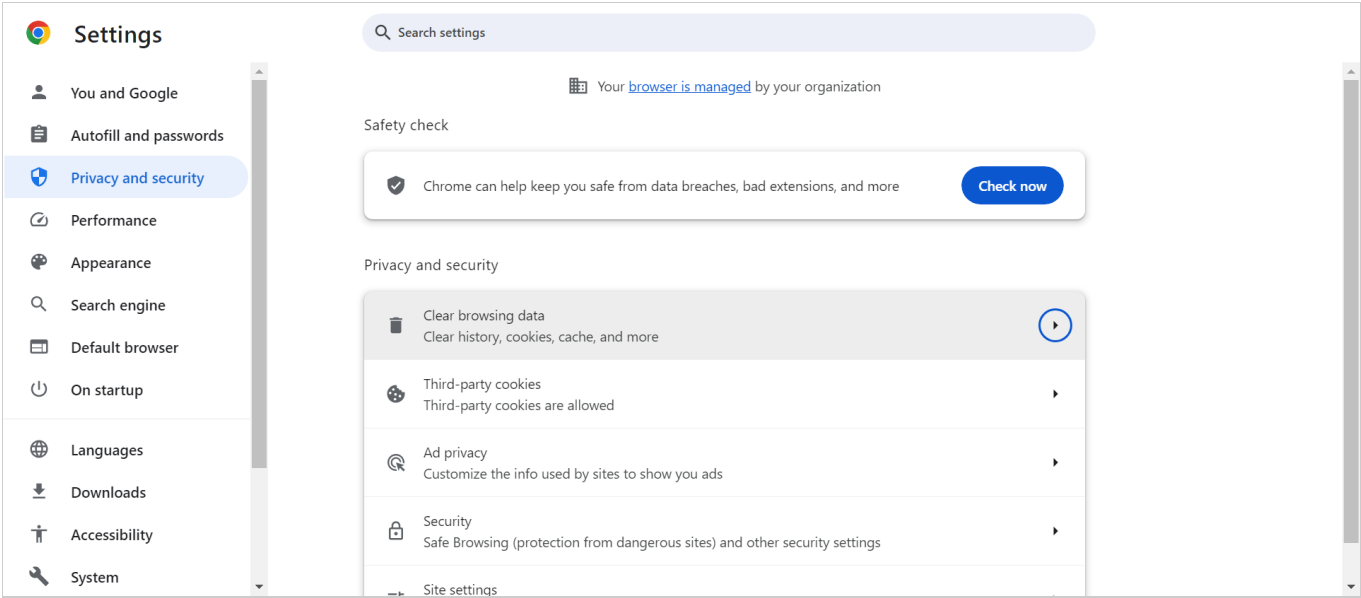 Settings
Search settings
You and Google
Autofill and passwords
Privacy and security
Performance
Appearance
Search engine
Default browser
On startup
Languages
Downloads
Accessibility
System
Your browser is managed by your organization
Safety check
Chrome can help keep you safe from data breaches, bad extensions, and more
Check now
Privacy and security
Clear browsing data
Clear history, cookies, cache, and more
Third-party cookies
Third-party cookies are allowed
Ad privacy
Customize the info used by sites to show you ads
Security
Safe Browsing (protection from dangerous sites) and other security settings
Site settings